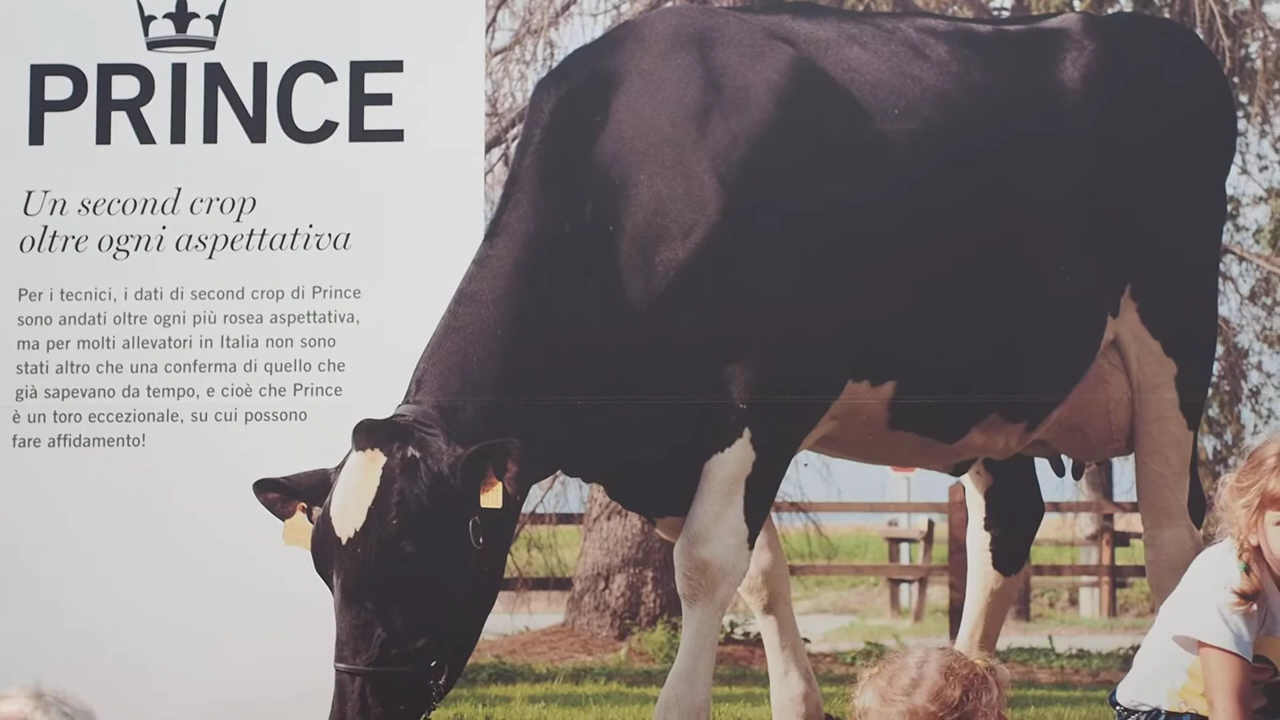 PRINCE
Un second crop
oltre ogni aspettativa
Per i tecnici, i dati di second crop di Prince
sono andati oltre ogni più rosea aspettativa,
ma per molti allevatori in Italia non sono
stati altro che una conferma di quello che
già sapevano da tempo, e cioè che Prince
è un toro eccezionale, su cui possono
fare affidamento!